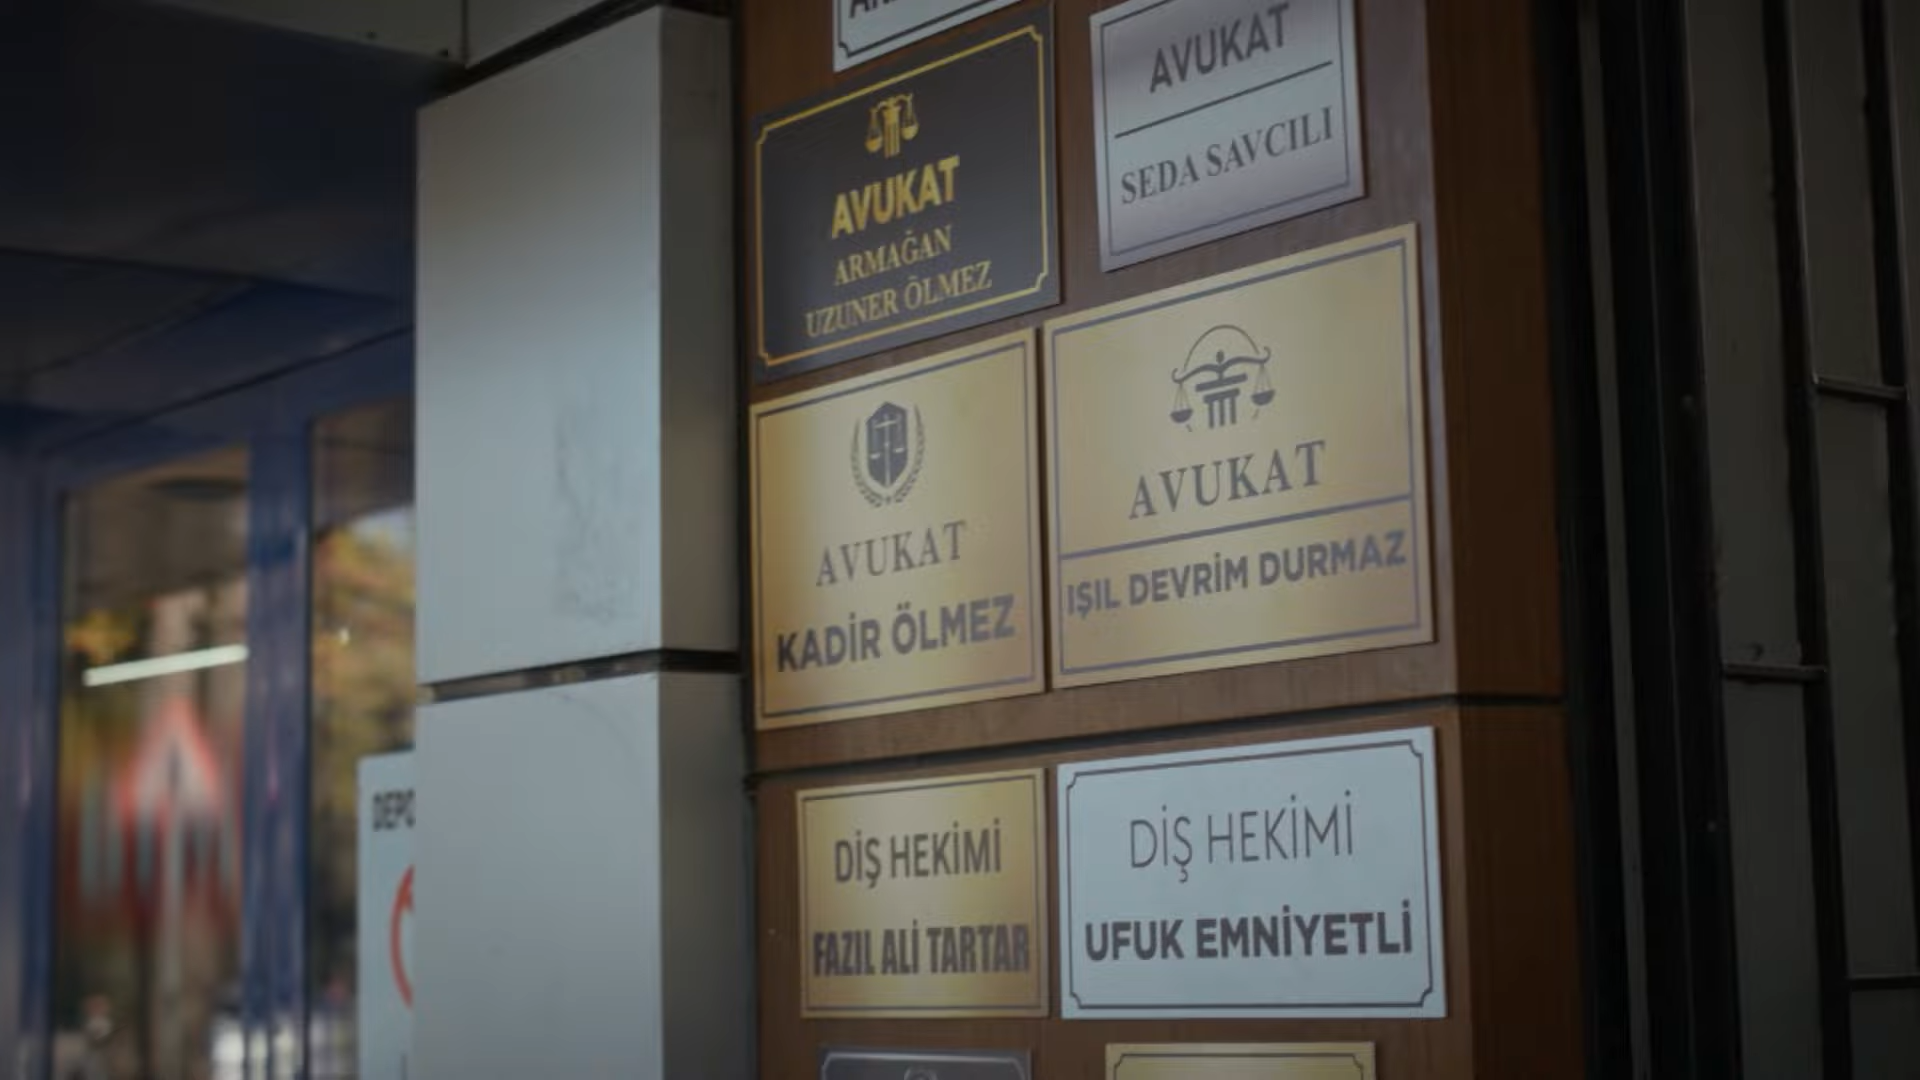 AVUKAT
SEDA SAVCILI
AVUKAT
ARMAĞAN
UZUNER ÖLMEZ
AVUKAT
KADİR ÖLMEZ
AVUKAT
IŞIL DEVRİM DURMAZ
DİŞ HEKİMİ
FAZIL ALİ TARTAR
DİŞ HEKİMİ
UFUK EMNİYETLİ